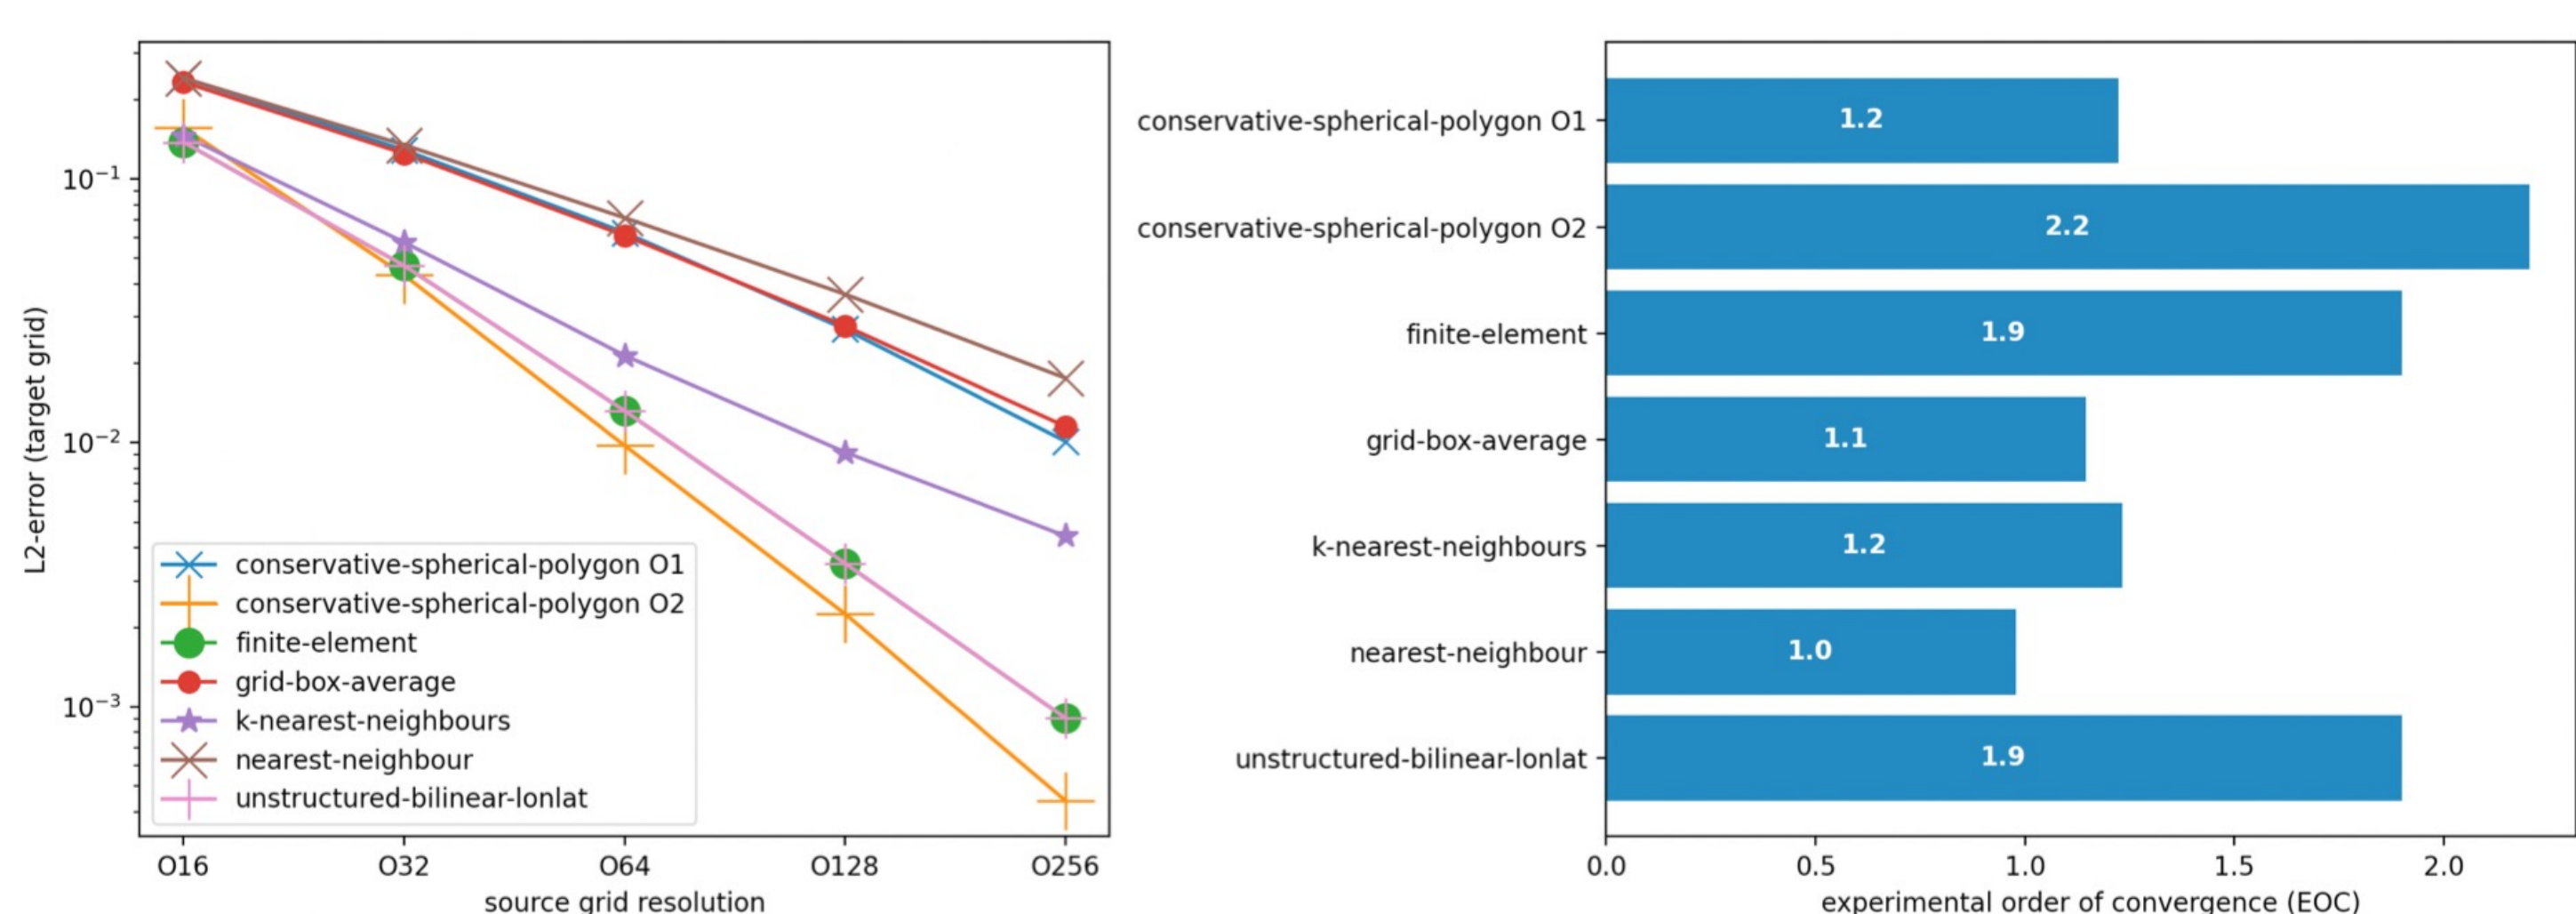 L2-error (target grid)
10⁻¹
10⁻²
10⁻³
conservative-spherical-polygon O1
conservative-spherical-polygon O2
finite-element
grid-box-average
k-nearest-neighbours
nearest-neighbour
unstructured-bilinear-lonlat
O16 O32 O64 O128 O256
source grid resolution
conservative-spherical-polygon O1 1.2
conservative-spherical-polygon O2 2.2
finite-element 1.9
grid-box-average 1.1
k-nearest-neighbours 1.2
nearest-neighbour 1.0
unstructured-bilinear-lonlat 1.9
0.0 0.5 1.0 1.5 2.0
experimental order of convergence (EOC)